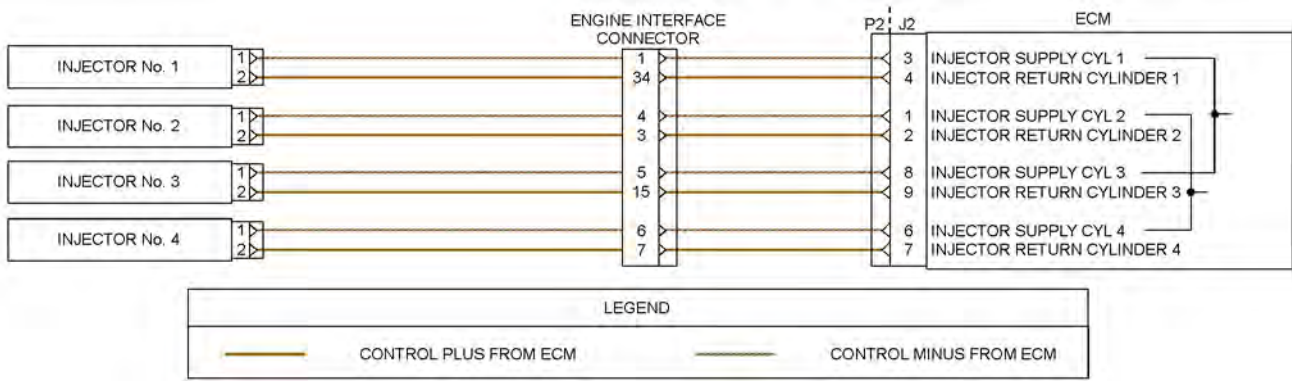 ENGINE INTERFACE
CONNECTOR
P2 J2
ECM
INJECTOR No. 1
1
2
1
34
3 INJECTOR SUPPLY CYL 1
4 INJECTOR RETURN CYLINDER 1
INJECTOR No. 2
1
2
4
3
1 INJECTOR SUPPLY CYL 2
2 INJECTOR RETURN CYLINDER 2
INJECTOR No. 3
1
2
5
15
8 INJECTOR SUPPLY CYL 3
9 INJECTOR RETURN CYLINDER 3
INJECTOR No. 4
1
2
6
7
6 INJECTOR SUPPLY CYL 4
7 INJECTOR RETURN CYLINDER 4
LEGEND
CONTROL PLUS FROM ECM
CONTROL MINUS FROM ECM